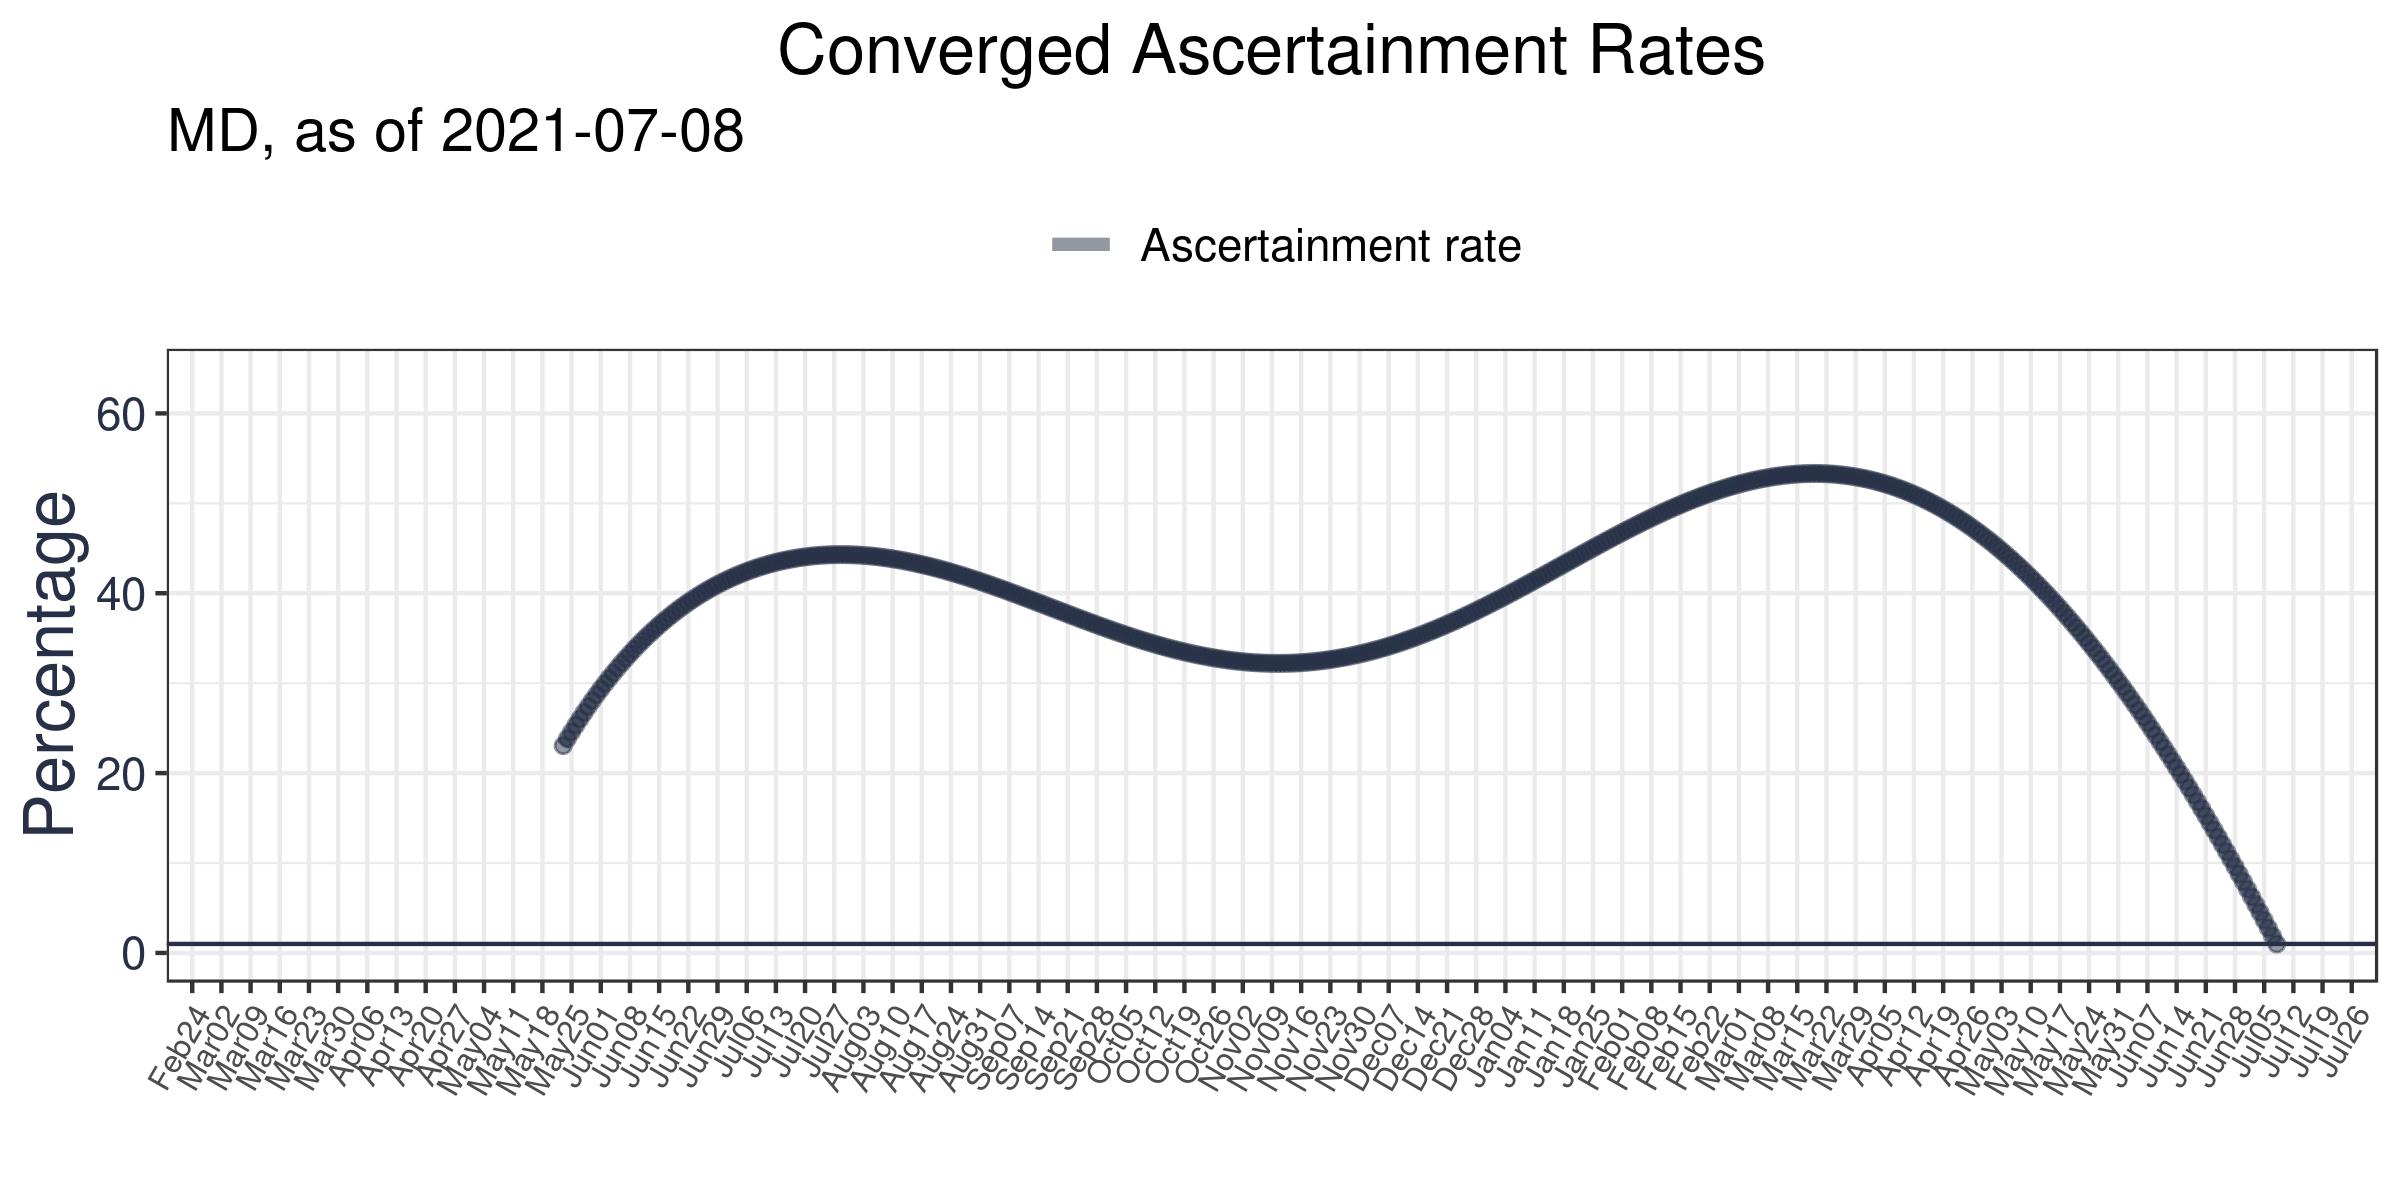 Converged Ascertainment Rates
MD, as of 2021-07-08
Ascertainment rate
Percentage
60
40
20
0
Feb24
Mar02
Mar09
Mar16
Mar23
Mar30
Apr06
Apr13
Apr20
Apr27
May04
May11
May18
May25
Jun01
Jun08
Jun15
Jun22
Jun29
Jul06
Jul13
Jul20
Jul27
Aug03
Aug10
Aug17
Aug24
Aug31
Sep07
Sep14
Sep21
Sep28
Oct05
Oct12
Oct19
Oct26
Nov02
Nov09
Nov16
Nov23
Nov30
Dec07
Dec14
Dec21
Dec28
Jan04
Jan11
Jan18
Jan25
Feb01
Feb08
Feb15
Feb22
Mar01
Mar08
Mar15
Mar22
Mar29
Apr05
Apr12
Apr19
Apr26
May03
May10
May17
May24
May31
Jun07
Jun14
Jun21
Jun28
Jul05
Jul12
Jul19
Jul26